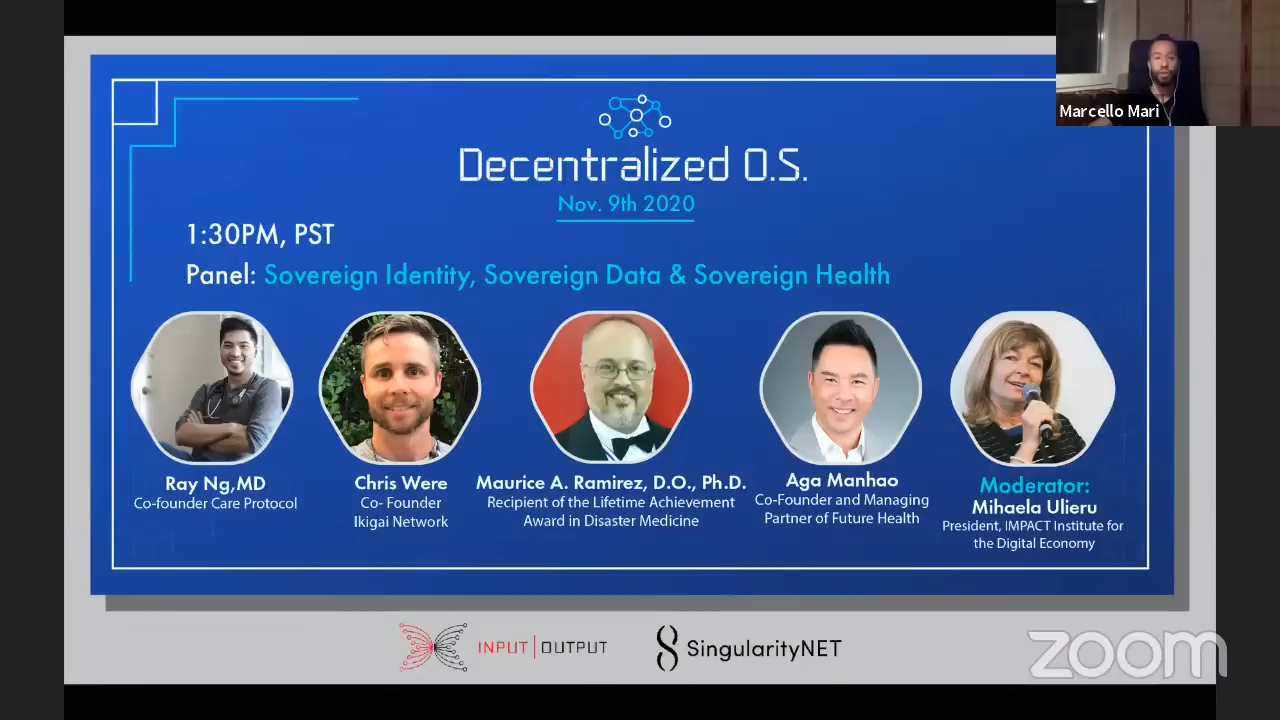 Marcello Mari
Decentralized O.S.
Nov. 9th 2020
1:30PM, PST
Panel: Sovereign Identity, Sovereign Data & Sovereign Health
Ray Ng,MD
Co-founder Care Protocol
Chris Were
Co- Founder
Ikigai Network
Maurice A. Ramirez, D.O., Ph.D.
Recipient of the Lifetime Achievement
Award in Disaster Medicine
Aga Manhao
Co-Founder and Managing
Partner of Future Health
Moderator:
Mihaela Ulieru
President, IMPACT Institute for
the Digital Economy
INPUT | OUTPUT
SingularityNET
zoom